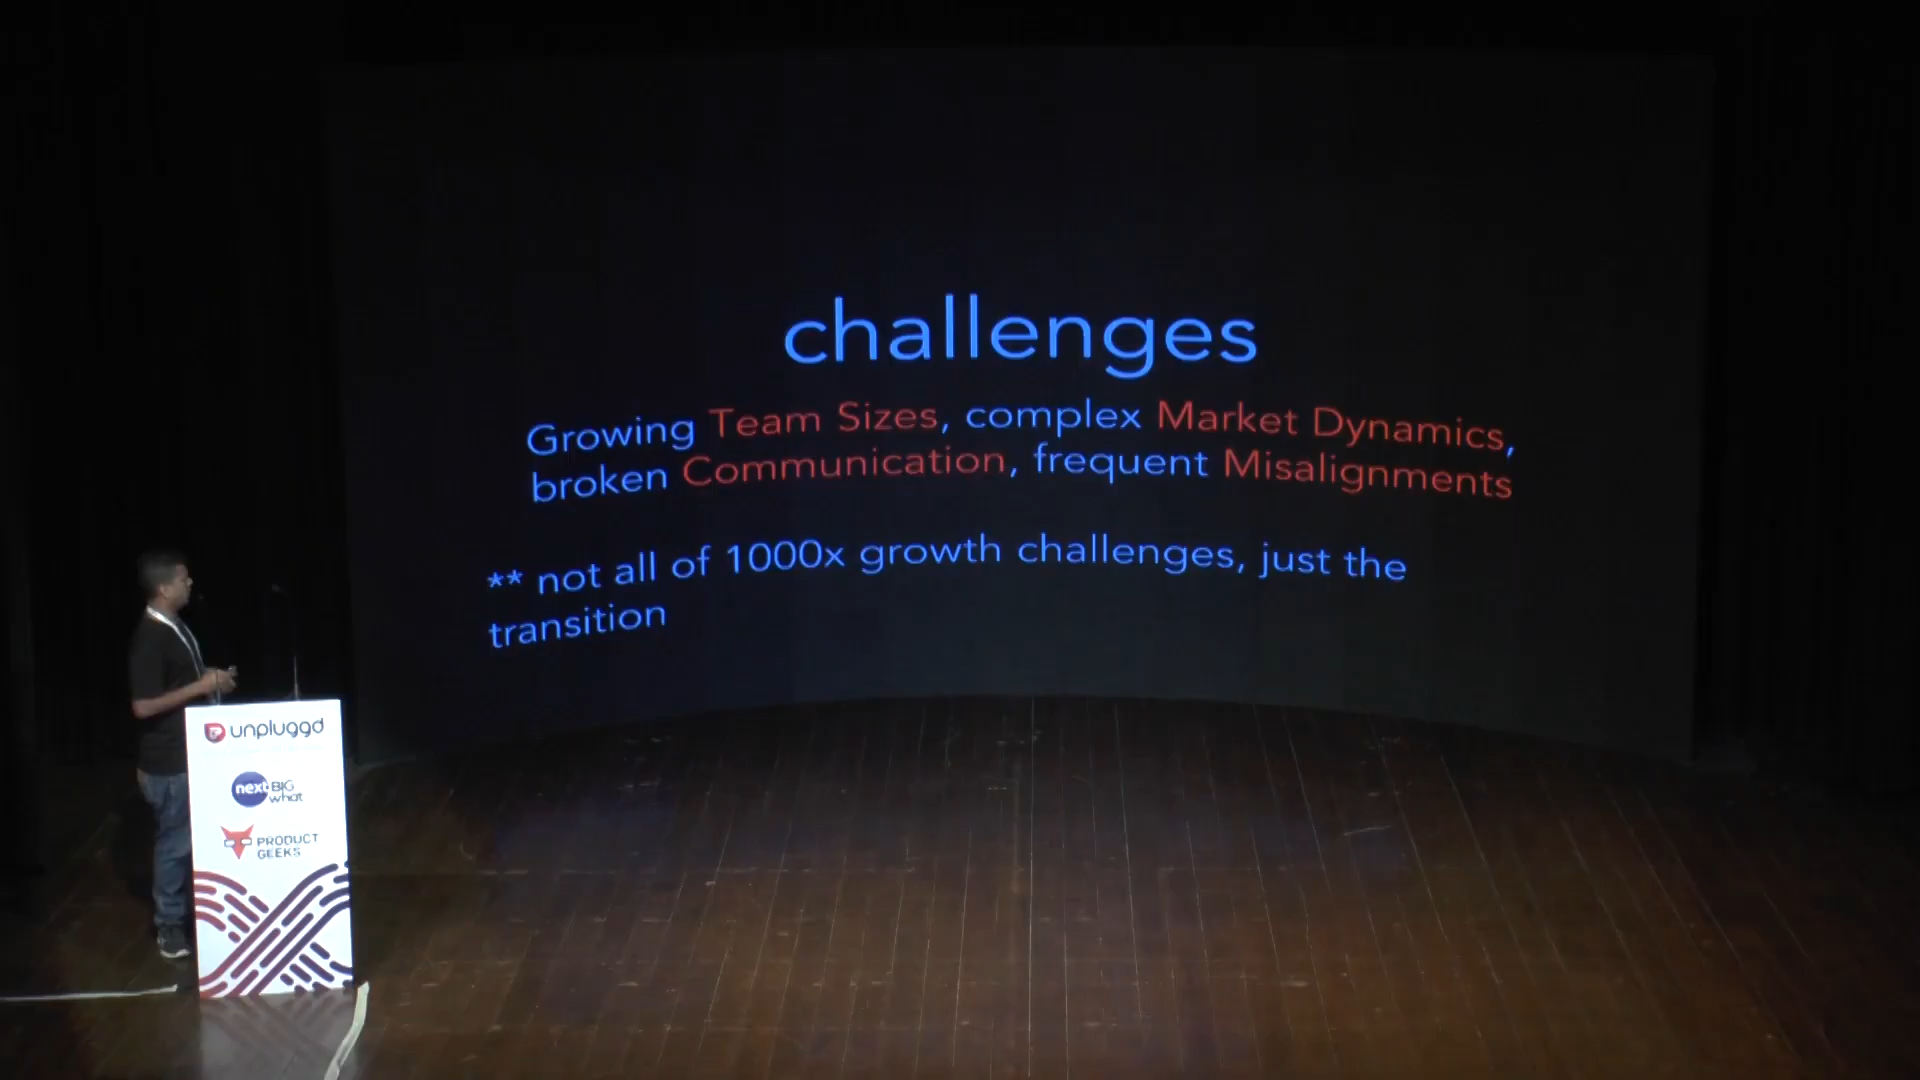 challenges
Growing Team Sizes, complex Market Dynamics,
broken Communication, frequent Misalignments
** not all of 1000x growth challenges, just the
transition
unpluggd
next BIG
what
PRODUCT
GEEKS